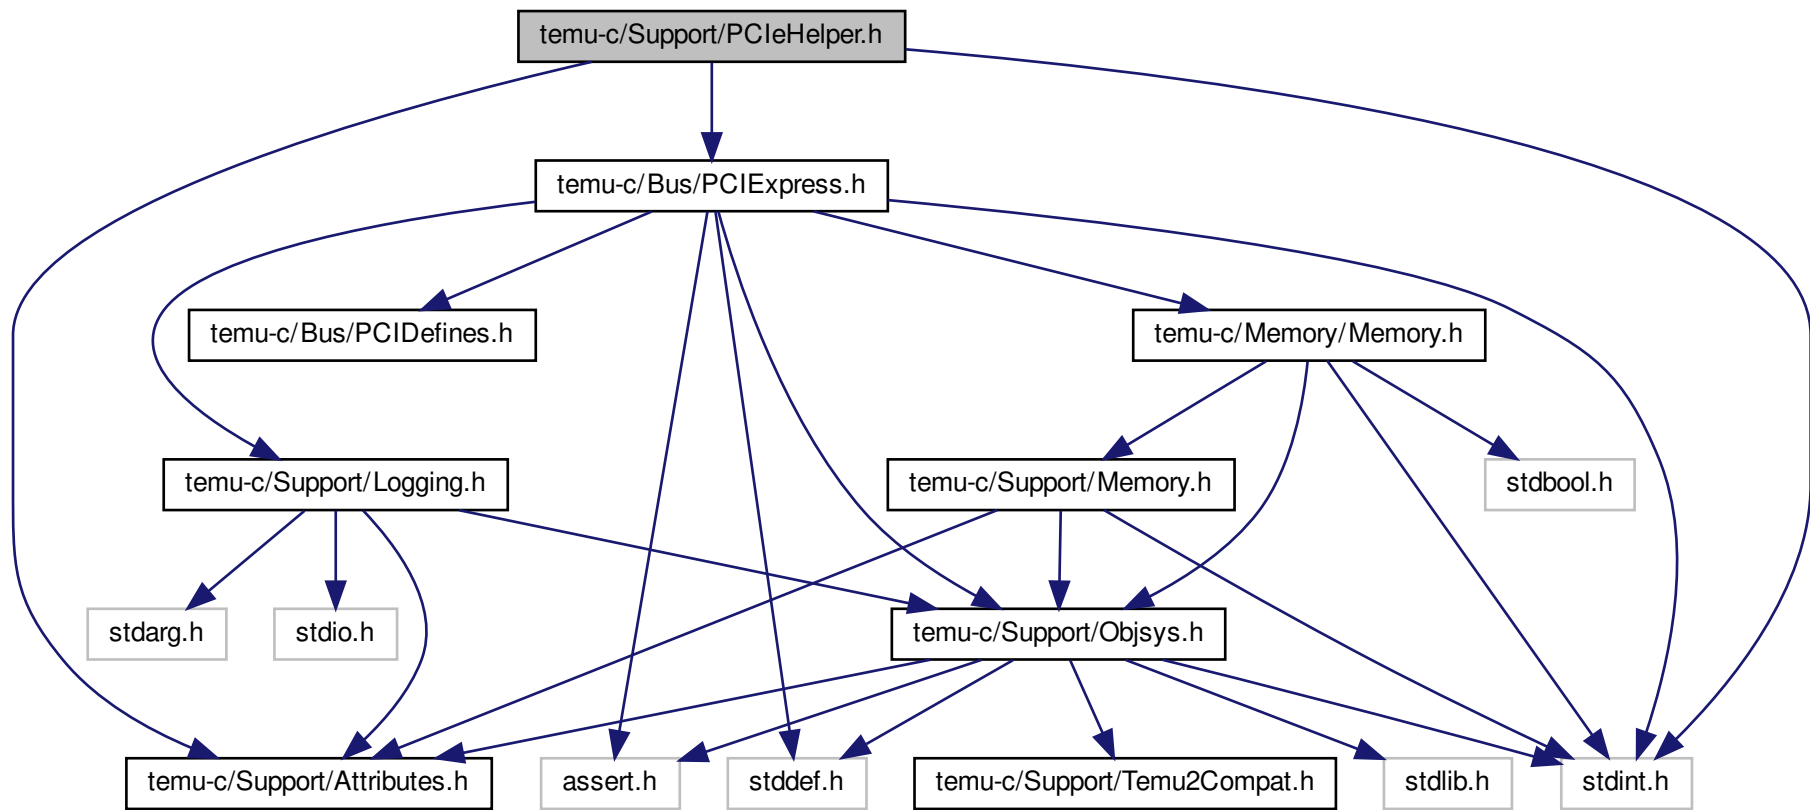 temu-c/Support/PCIeHelper.h
temu-c/Bus/PCIExpress.h
temu-c/Bus/PCIDefines.h
temu-c/Memory/Memory.h
temu-c/Support/Logging.h
temu-c/Support/Memory.h
stdbool.h
stdarg.h
stdio.h
temu-c/Support/Objsys.h
temu-c/Support/Attributes.h
assert.h
stddef.h
temu-c/Support/Temu2Compat.h
stdlib.h
stdint.h